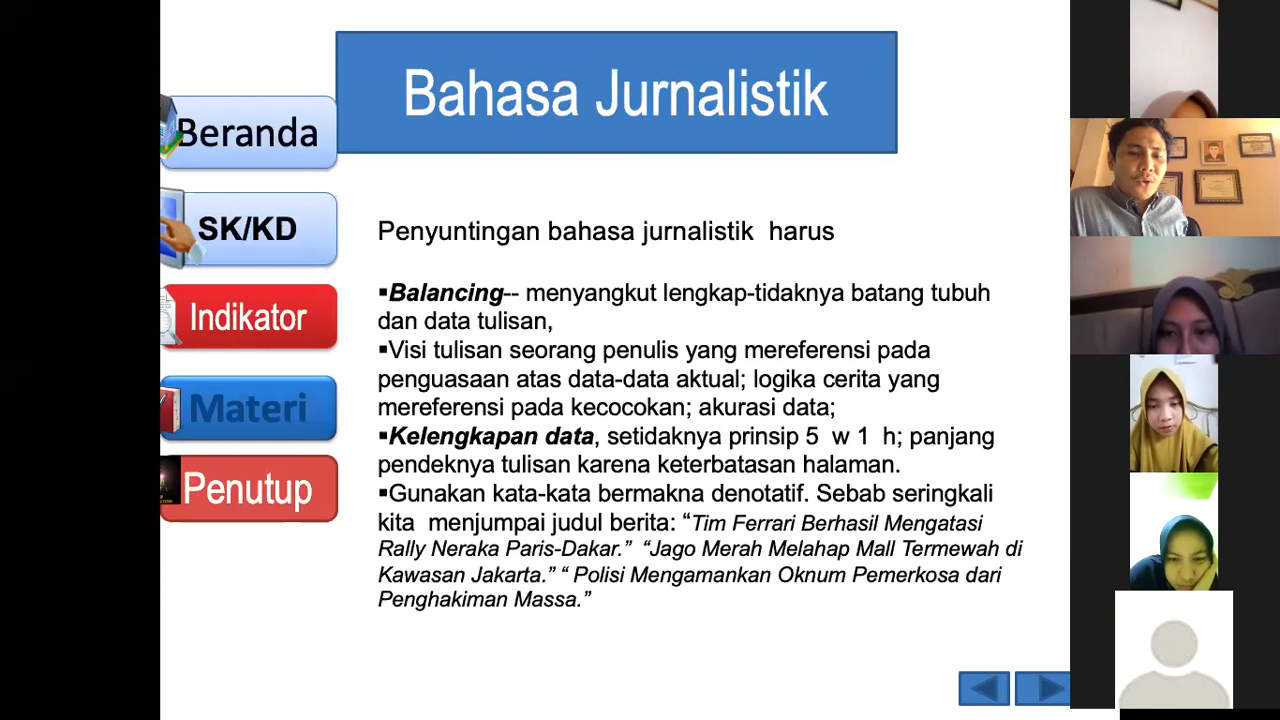 Bahasa Jurnalistik
Beranda
SK/KD
Indikator
Materi
Penutup
Penyuntingan bahasa jurnalistik  harus
▪Balancing-- menyangkut lengkap-tidaknya batang tubuh
dan data tulisan,
▪Visi tulisan seorang penulis yang mereferensi pada
penguasaan atas data-data aktual; logika cerita yang
mereferensi pada kecocokan; akurasi data;
▪Kelengkapan data, setidaknya prinsip 5  w 1  h; panjang
pendeknya tulisan karena keterbatasan halaman.
▪Gunakan kata-kata bermakna denotatif. Sebab seringkali
kita  menjumpai judul berita: “Tim Ferrari Berhasil Mengatasi
Rally Neraka Paris-Dakar.”  “Jago Merah Melahap Mall Termewah di
Kawasan Jakarta.” “ Polisi Mengamankan Oknum Pemerkosa dari
Penghakiman Massa.”